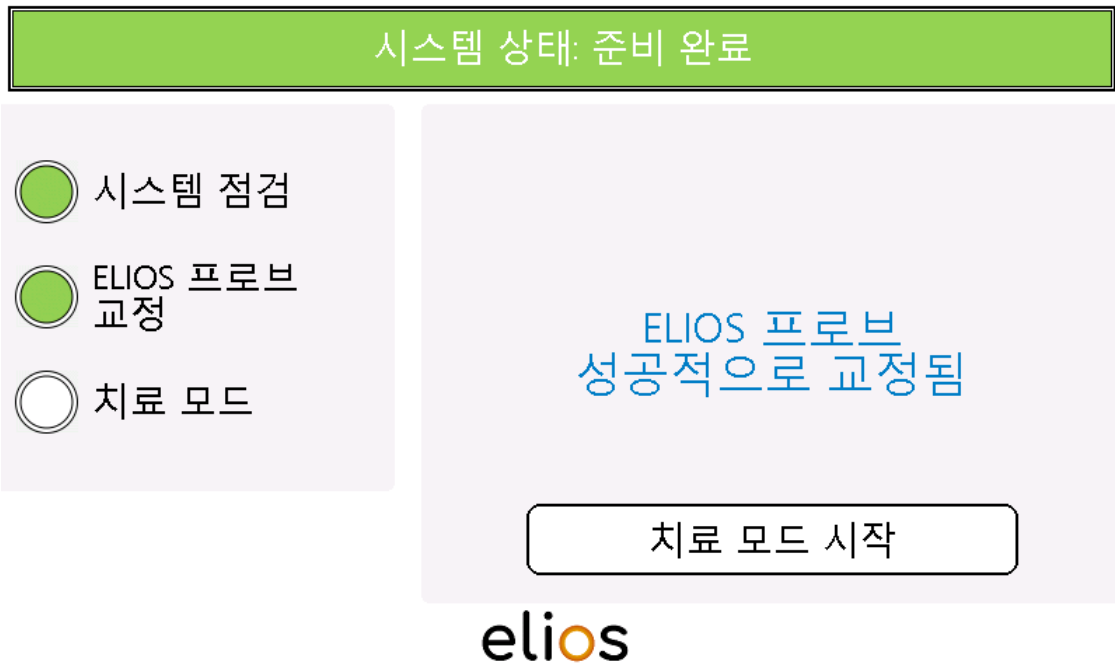 시스템 상태: 준비 완료
시스템 점검
ELIOS 프로브
교정
치료 모드
ELIOS 프로브
성공적으로 교정됨
치료 모드 시작
elios